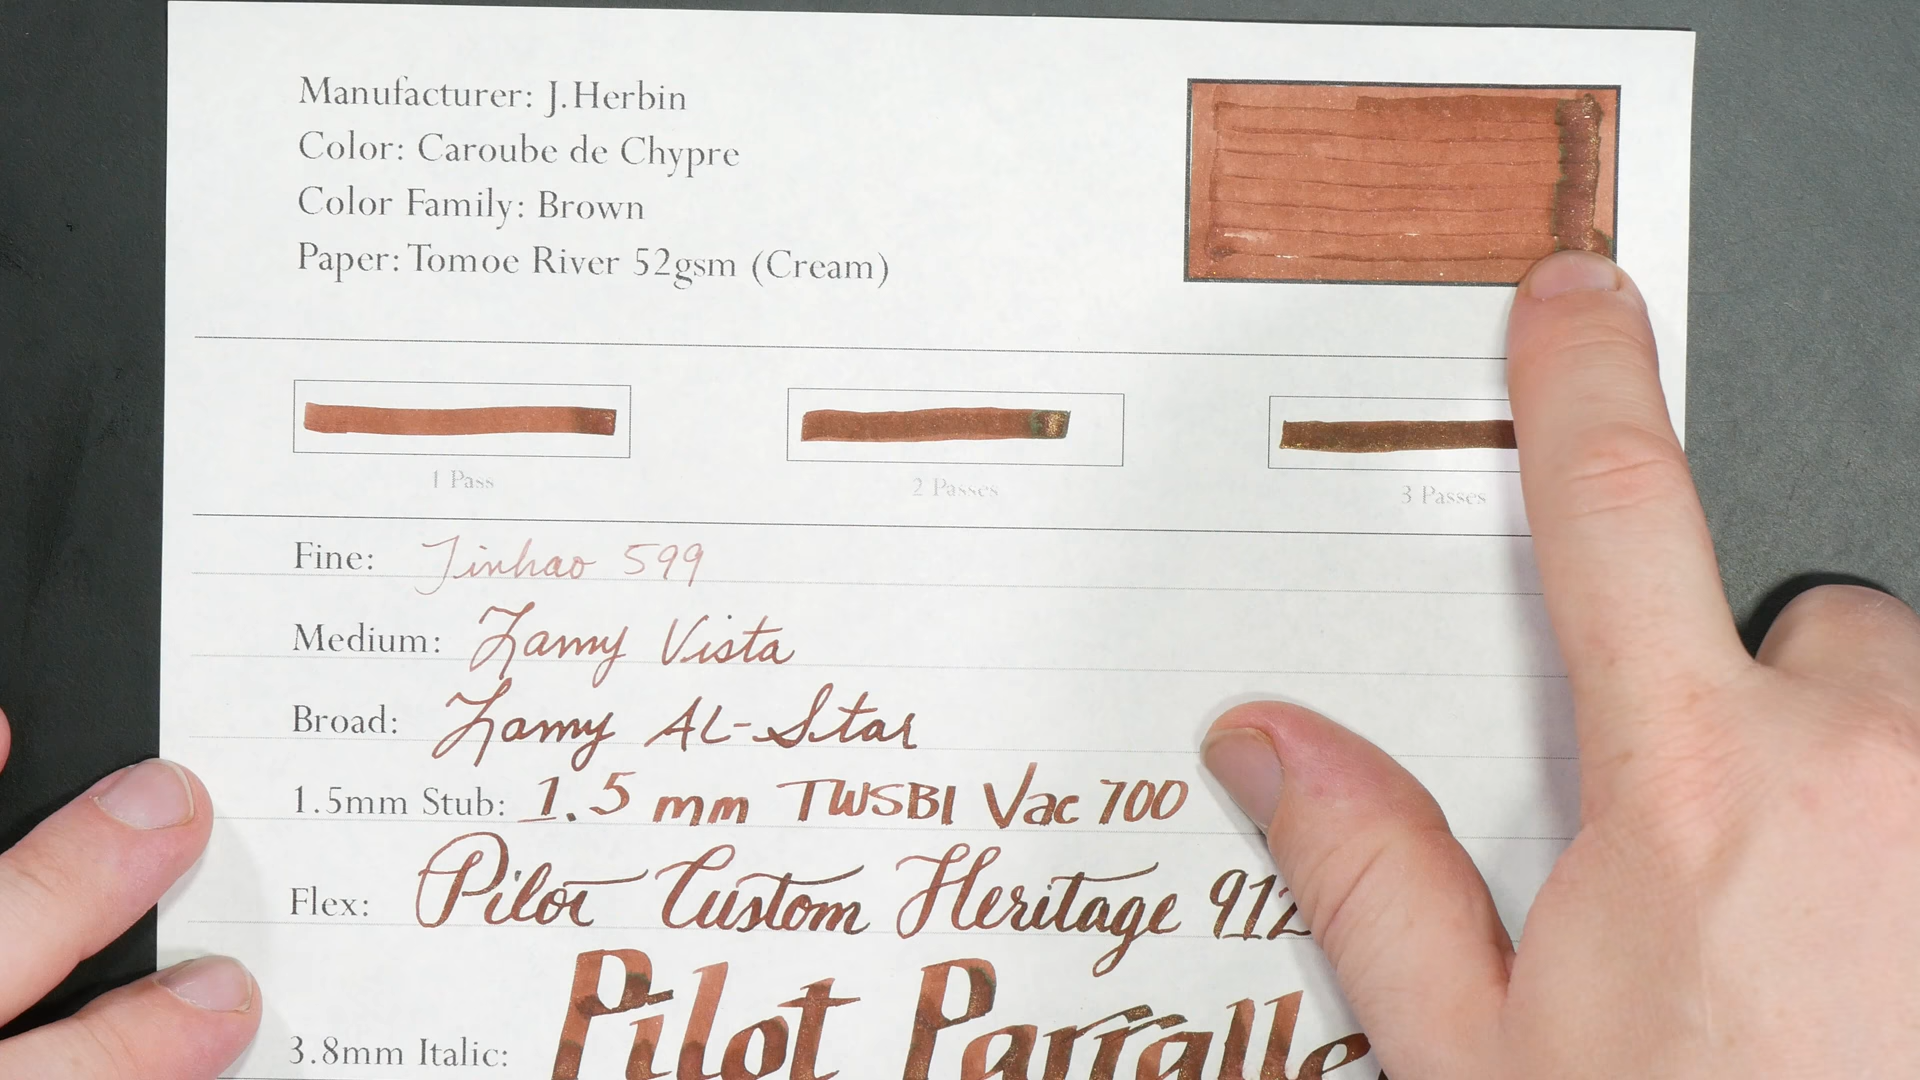 Manufacturer: J.Herbin
Color: Caroube de Chypre
Color Family: Brown
Paper: Tomoe River 52gsm (Cream)
1 Pass 2 Passes 3 Passes
Fine: Jinhao 599
Medium: Lamy Vista
Broad: Lamy AL-Star
1.5mm Stub: 1.5 mm TWSBI Vac 700
Flex: Pilot Custom Heritage 912
3.8mm Italic: Pilot Parralle